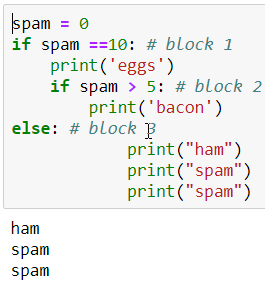 spam = 0
if spam ==10: # block 1
    print('eggs')
    if spam > 5: # block 2
        print('bacon')
else: # block 3
            print("ham")
            print("spam")
            print("spam")
ham
spam
spam